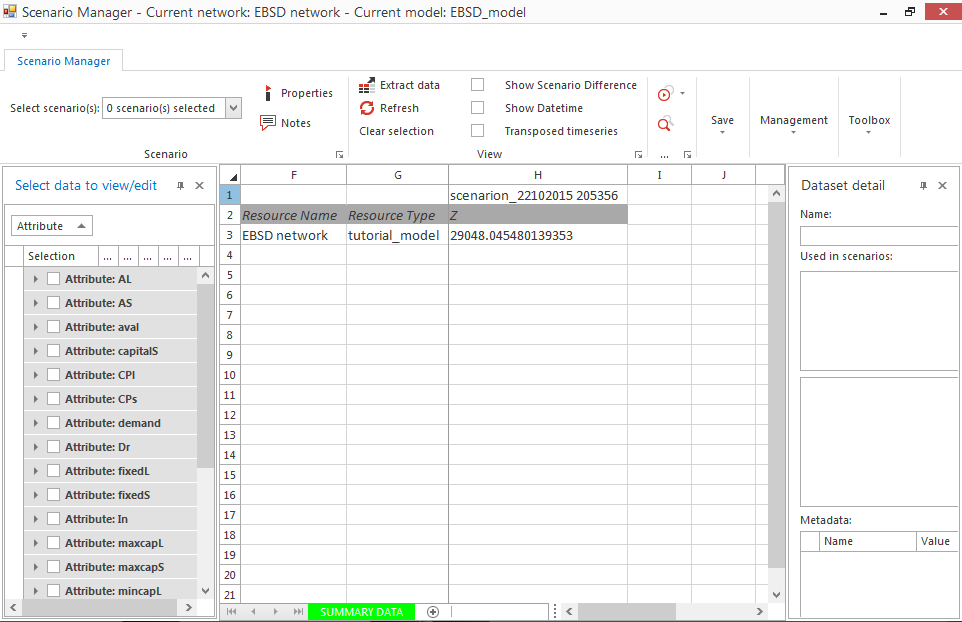 Scenario Manager - Current network: EBSD network - Current model: EBSD_model
Scenario Manager
Select scenario(s): 0 scenario(s) selected
Properties
Notes
Scenario
Extract data
Refresh
Clear selection
Show Scenario Difference
Show Datetime
Transposed timeseries
View
...
Save
Management
Toolbox
Select data to view/edit
Attribute
Selection ... ... ... ... ...
Attribute: AL
Attribute: AS
Attribute: aval
Attribute: capitalS
Attribute: CPI
Attribute: CPs
Attribute: demand
Attribute: Dr
Attribute: fixedL
Attribute: fixedS
Attribute: In
Attribute: maxcapL
Attribute: maxcapS
Attribute: mincapL
F G H I J
1 scenarion_22102015 205356
2 Resource Name Resource Type Z
3 EBSD network tutorial_model 29048.045480139353
4
5
6
7
8
9
10
11
12
13
14
15
16
17
18
19
20
21
SUMMARY DATA
Dataset detail
Name:
Used in scenarios:
Metadata:
Name Value